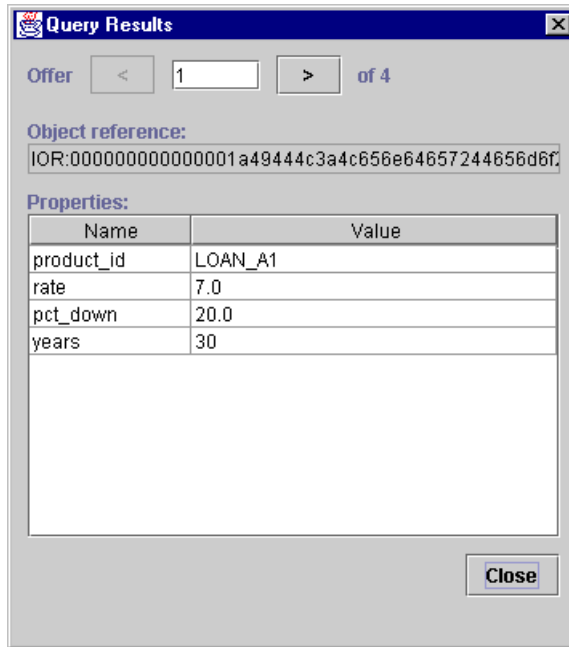 Query Results
Offer < 1 > of 4
Object reference:
IOR:000000000000001a49444c3a4c656e64657244656d6f
Properties:
Name Value
product_id LOAN_A1
rate 7.0
pct_down 20.0
years 30
Close